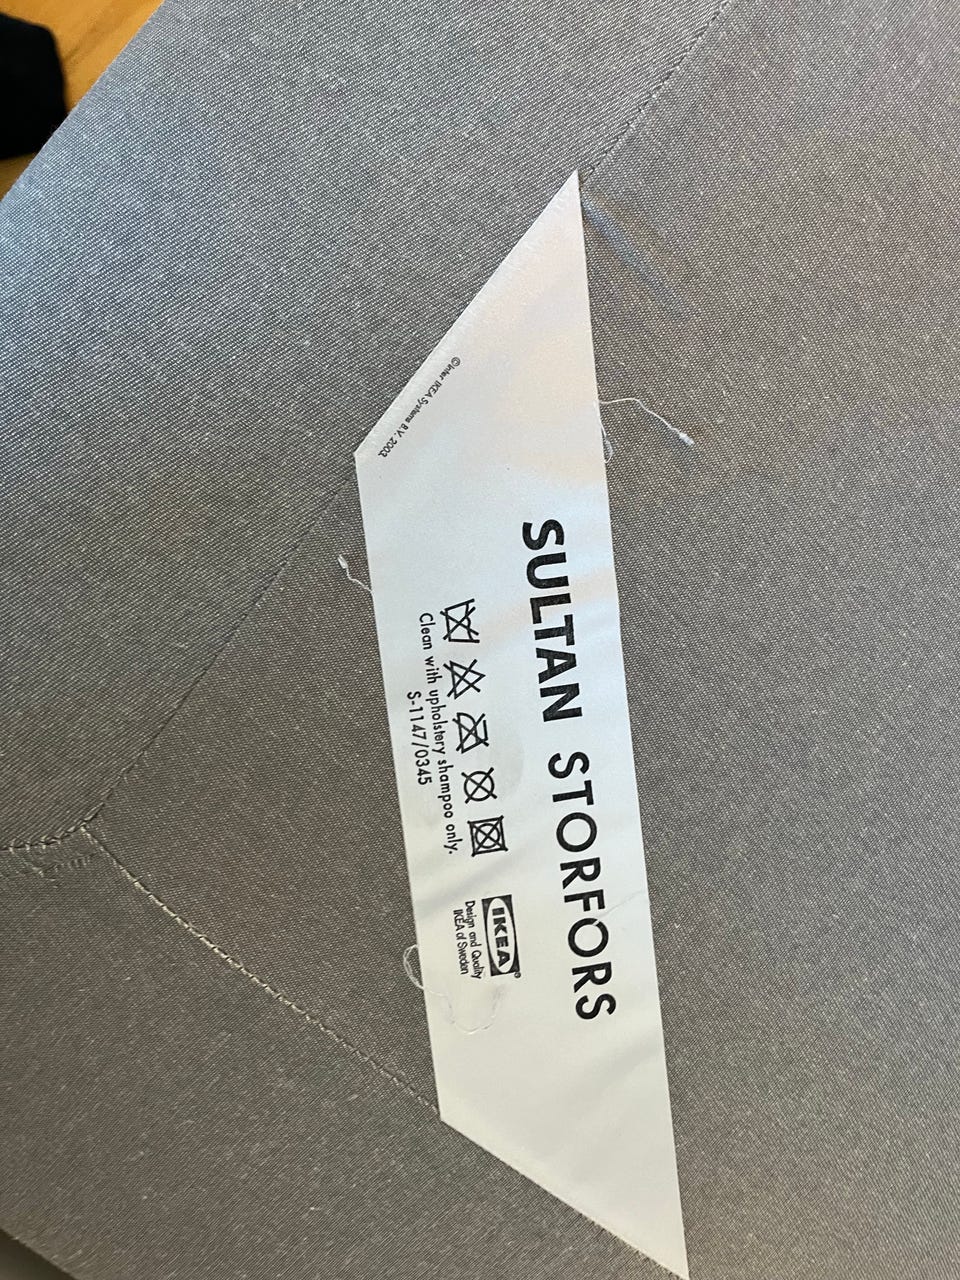 SULTAN STORFORS
Clean with upholstery shampoo only.
S-1147/0345
IKEA®
Design and Quality
IKEA of Sweden
©Inter IKEA Systems B.V. 2003